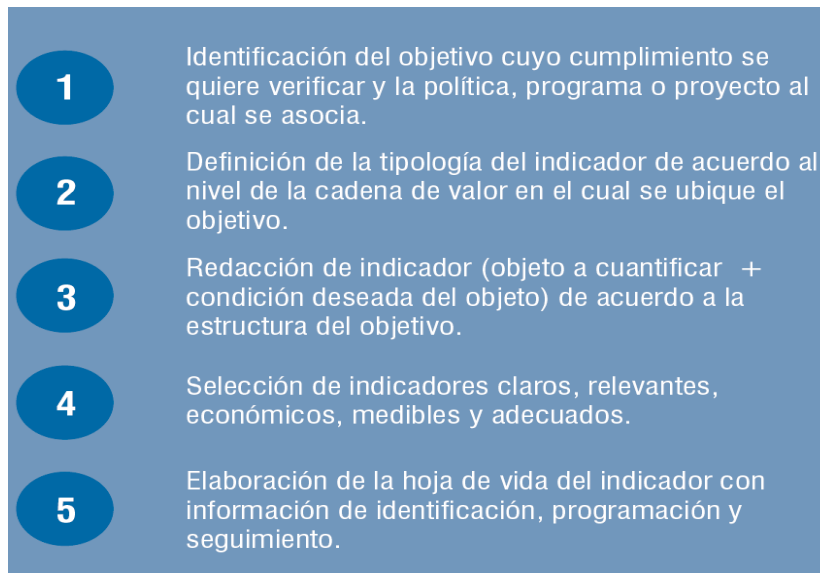 1
Identificación del objetivo cuyo cumplimiento se
quiere verificar y la política, programa o proyecto al
cual se asocia.
2
Definición de la tipología del indicador de acuerdo al
nivel de la cadena de valor en el cual se ubique el
objetivo.
3
Redacción de indicador (objeto a cuantificar +
condición deseada del objeto) de acuerdo a la
estructura del objetivo.
4
Selección de indicadores claros, relevantes,
económicos, medibles y adecuados.
5
Elaboración de la hoja de vida del indicador con
información de identificación, programación y
seguimiento.